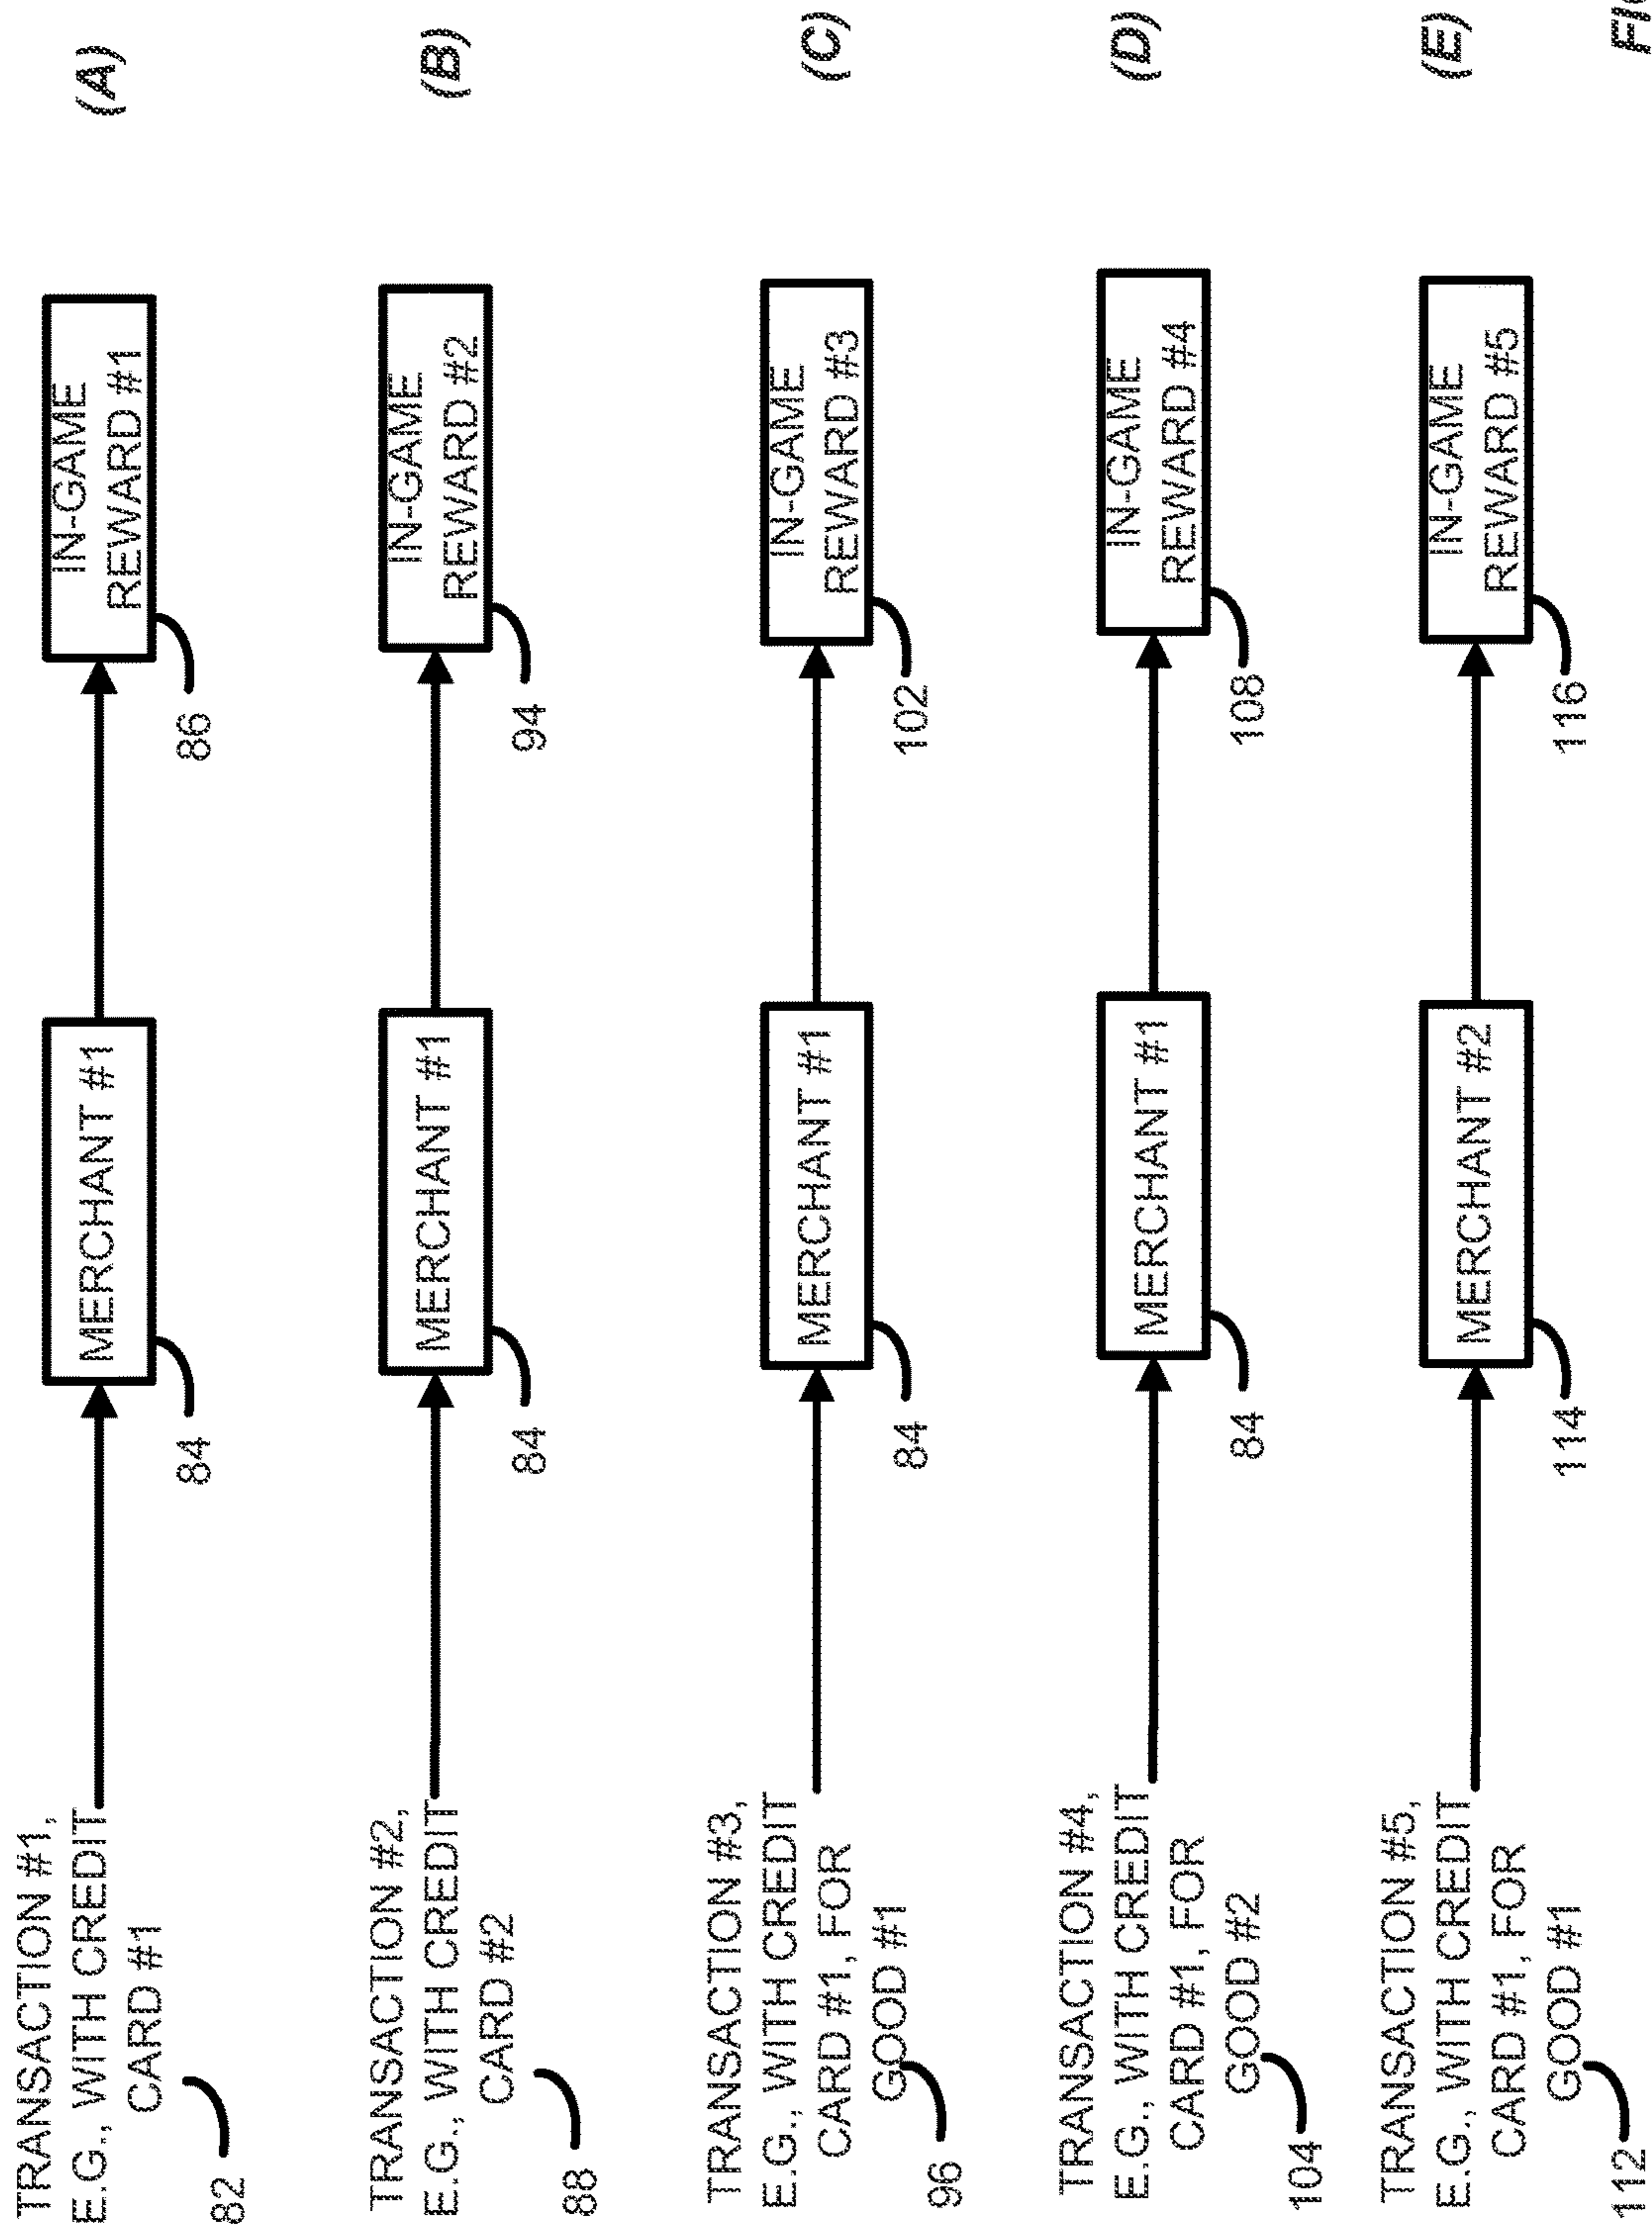 TRANSACTION #1,
E.G., WITH CREDIT
CARD #1
82
MERCHANT #1
84
IN-GAME
REWARD #1
86
(A)
TRANSACTION #2,
E.G., WITH CREDIT
CARD #2
88
MERCHANT #1
84
IN-GAME
REWARD #2
94
(B)
TRANSACTION #3,
E.G., WITH CREDIT
CARD #1, FOR
GOOD #1
96
MERCHANT #1
84
IN-GAME
REWARD #3
102
(C)
TRANSACTION #4,
E.G., WITH CREDIT
CARD #1, FOR
GOOD #2
104
MERCHANT #1
84
IN-GAME
REWARD #4
108
(D)
TRANSACTION #5,
E.G., WITH CREDIT
CARD #1, FOR
GOOD #1
112
MERCHANT #2
114
IN-GAME
REWARD #5
116
(E)